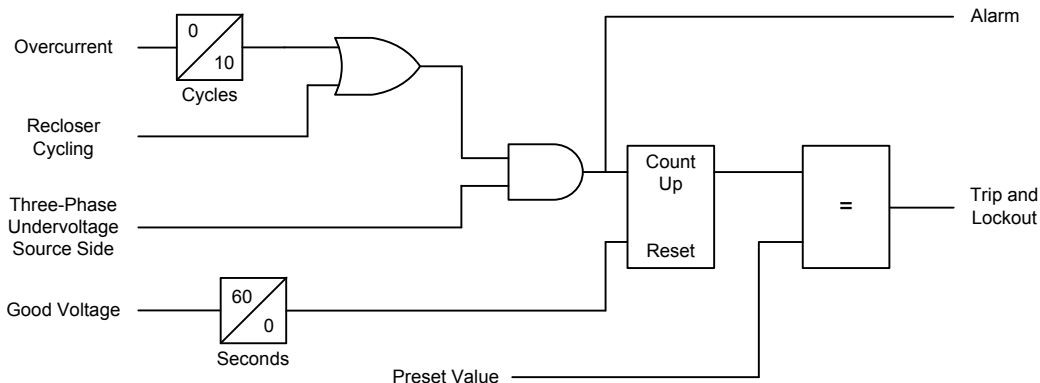 Alarm
Overcurrent
0
10
Cycles
Recloser
Cycling
Count
Up
Reset
=
Trip and
Lockout
Three-Phase
Undervoltage
Source Side
Good Voltage
60
0
Seconds
Preset Value